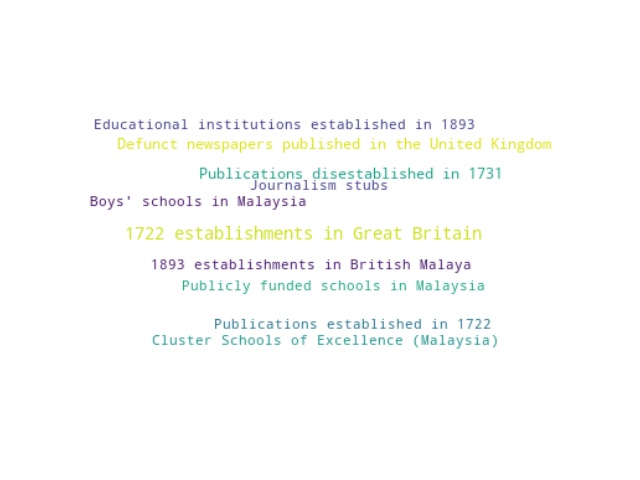 Educational institutions established in 1893
Defunct newspapers published in the United Kingdom
Publications disestablished in 1731
Journalism stubs
Boys' schools in Malaysia
1722 establishments in Great Britain
1893 establishments in British Malaya
Publicly funded schools in Malaysia
Publications established in 1722
Cluster Schools of Excellence (Malaysia)